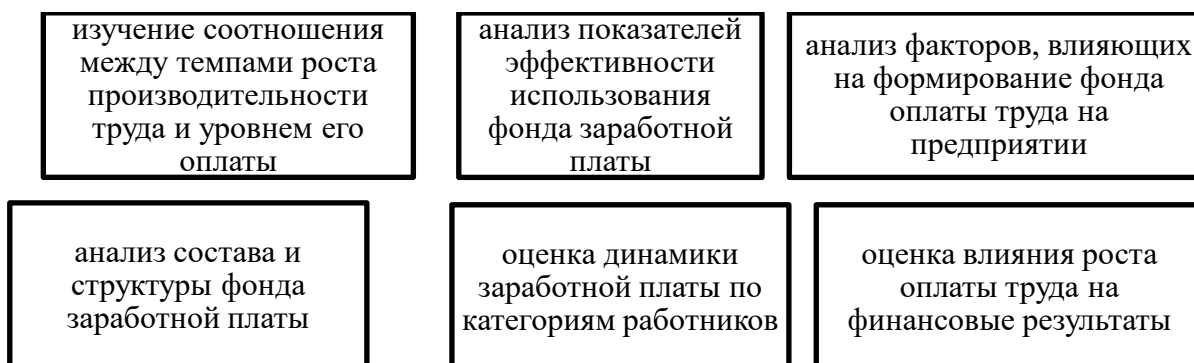 изучение соотношения
между темпами роста
производительности
труда и уровнем его
оплаты
анализ показателей
эффективности
использования
фонда заработной
платы
анализ факторов, влияющих
на формирование фонда
оплаты труда на
предприятии
анализ состава и
структуры фонда
заработной платы
оценка динамики
заработной платы по
категориям работников
оценка влияния роста
оплаты труда на
финансовые результаты